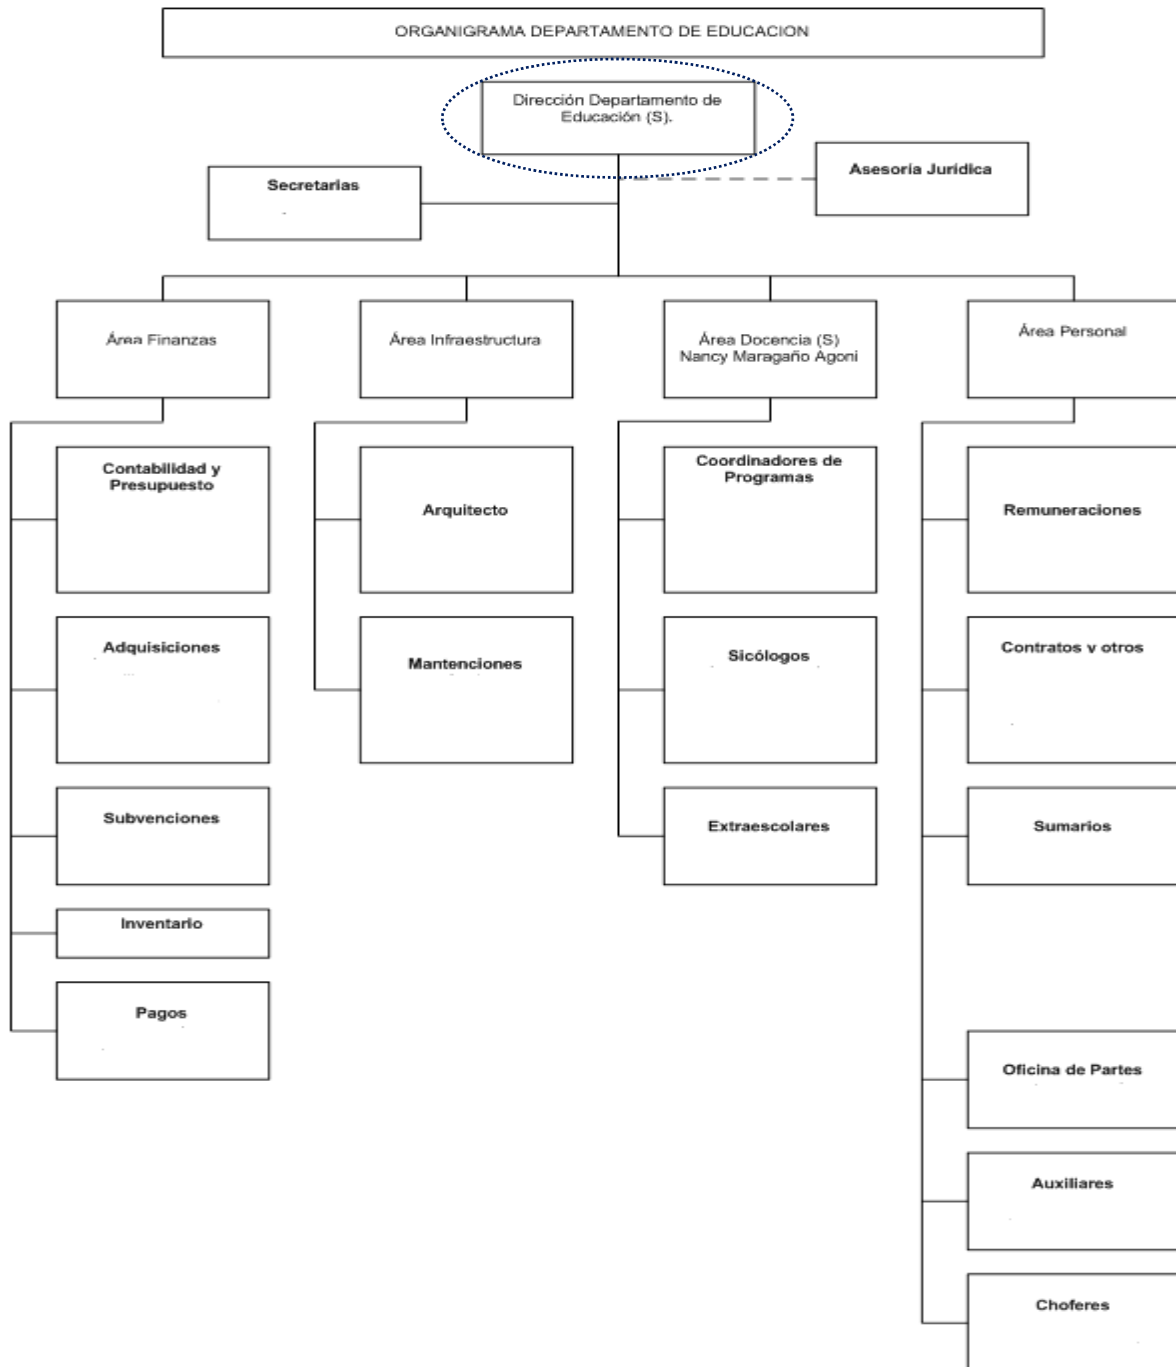 ORGANIGRAMA DEPARTAMENTO DE EDUCACION
Dirección Departamento de
Educación (S).
Asesoría Jurídica
Secretarias
Área Finanzas
Área Infraestructura
Área Docencia (S)
Nancy Maragaño Agoni
Área Personal
Contabilidad y
Presupuesto
Arquitecto
Coordinadores de
Programas
Remuneraciones
Adquisiciones
Mantenciones
Sicólogos
Contratos y otros
Subvenciones
Extraescolares
Sumarios
Inventario
Pagos
Oficina de Partes
Auxiliares
Choferes